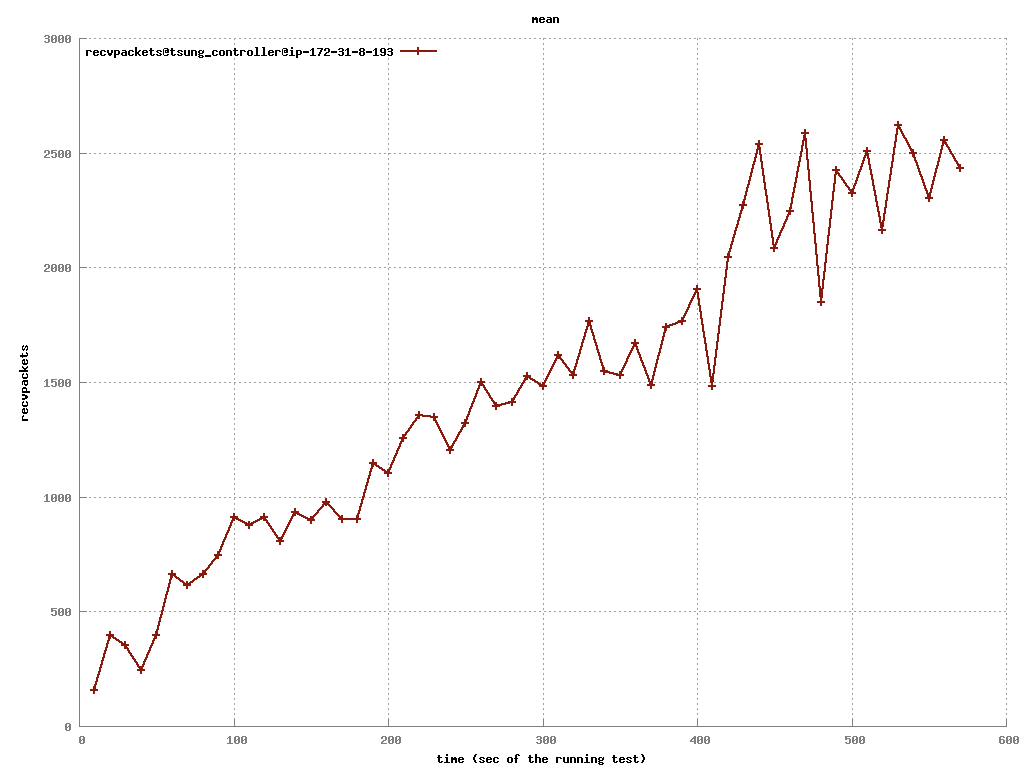 mean
3000
recvpackets@tsung_controller@ip-172-31-8-193
2500
2000
recvpackets
1500
1000
500
0
0 100 200 300 400 500 600
time (sec of the running test)